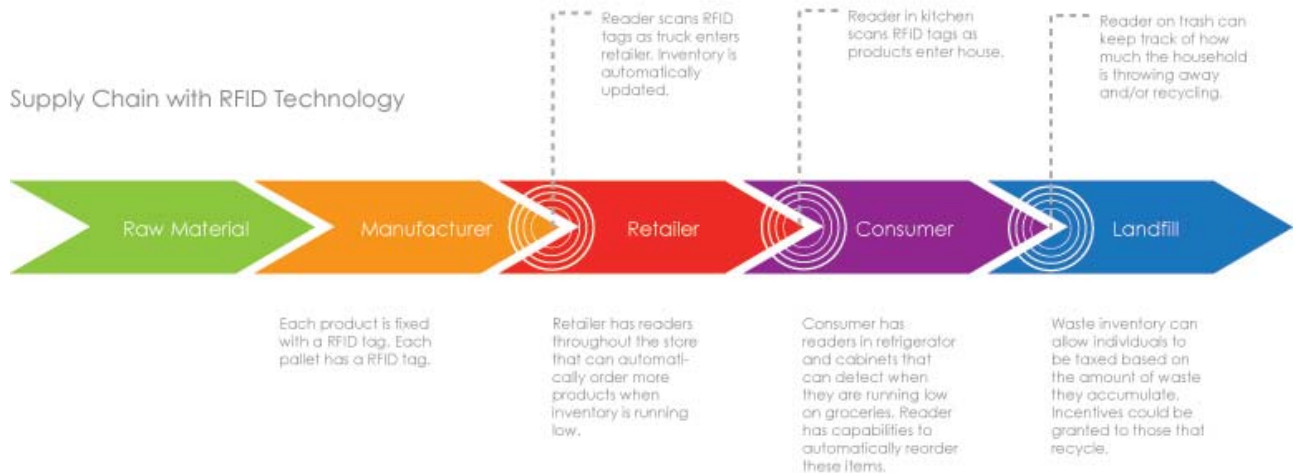 Reader scans RFID
tags as truck enters
retailer. Inventory is
automatically
updated.
Reader in kitchen
scans RFID tags as
products enter house.
Reader on trash can
keep track of how
much the household
is throwing away
and/or recycling.
Supply Chain with RFID Technology
Raw Material
Manufacturer
Retailer
Consumer
Landfill
Each product is fixed
with a RFID tag. Each
pallet has a RFID tag.
Retailer has readers
throughout the store
that can automati-
cally order more
products when
inventory is running
low.
Consumer has
readers in refrigerator
and cabinets that
can detect when
they are running low
on groceries. Reader
has capabilities to
automatically reorder
these items.
Waste inventory can
allow individuals to
be taxed based on
the amount of waste
they accumulate.
Incentives could be
granted to those that
recycle.